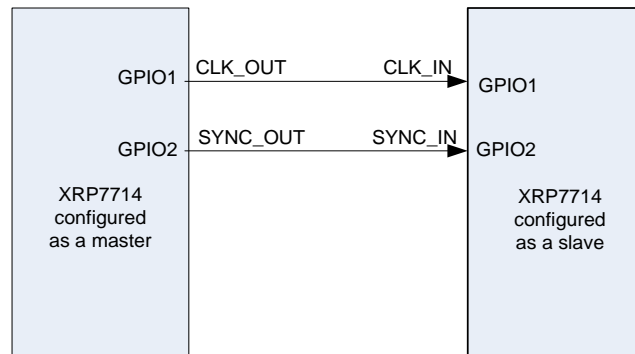 GPIO1 CLK_OUT CLK_IN GPIO1
GPIO2 SYNC_OUT SYNC_IN GPIO2
XRP7714
configured
as a master
XRP7714
configured
as a slave